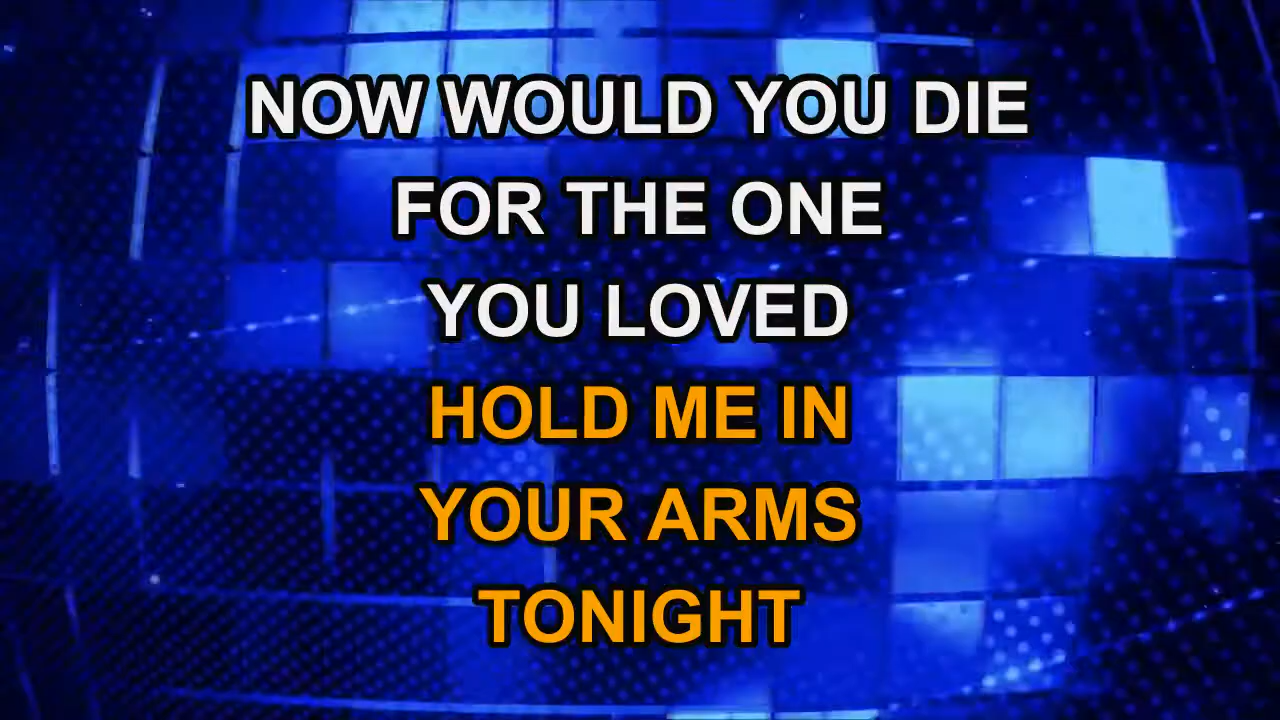 NOW WOULD YOU DIE
FOR THE ONE
YOU LOVED
HOLD ME IN
YOUR ARMS
TONIGHT